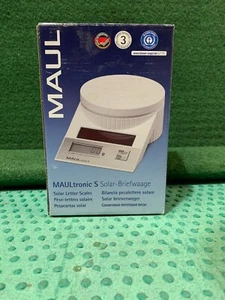 MAUL
3
MAULtronic S Solar-Briefwaage
Solar Letter Scales
Bilancia pesalettere solare
Pèse-lettres solaire
Solar brievenweger
Pesacartas solar